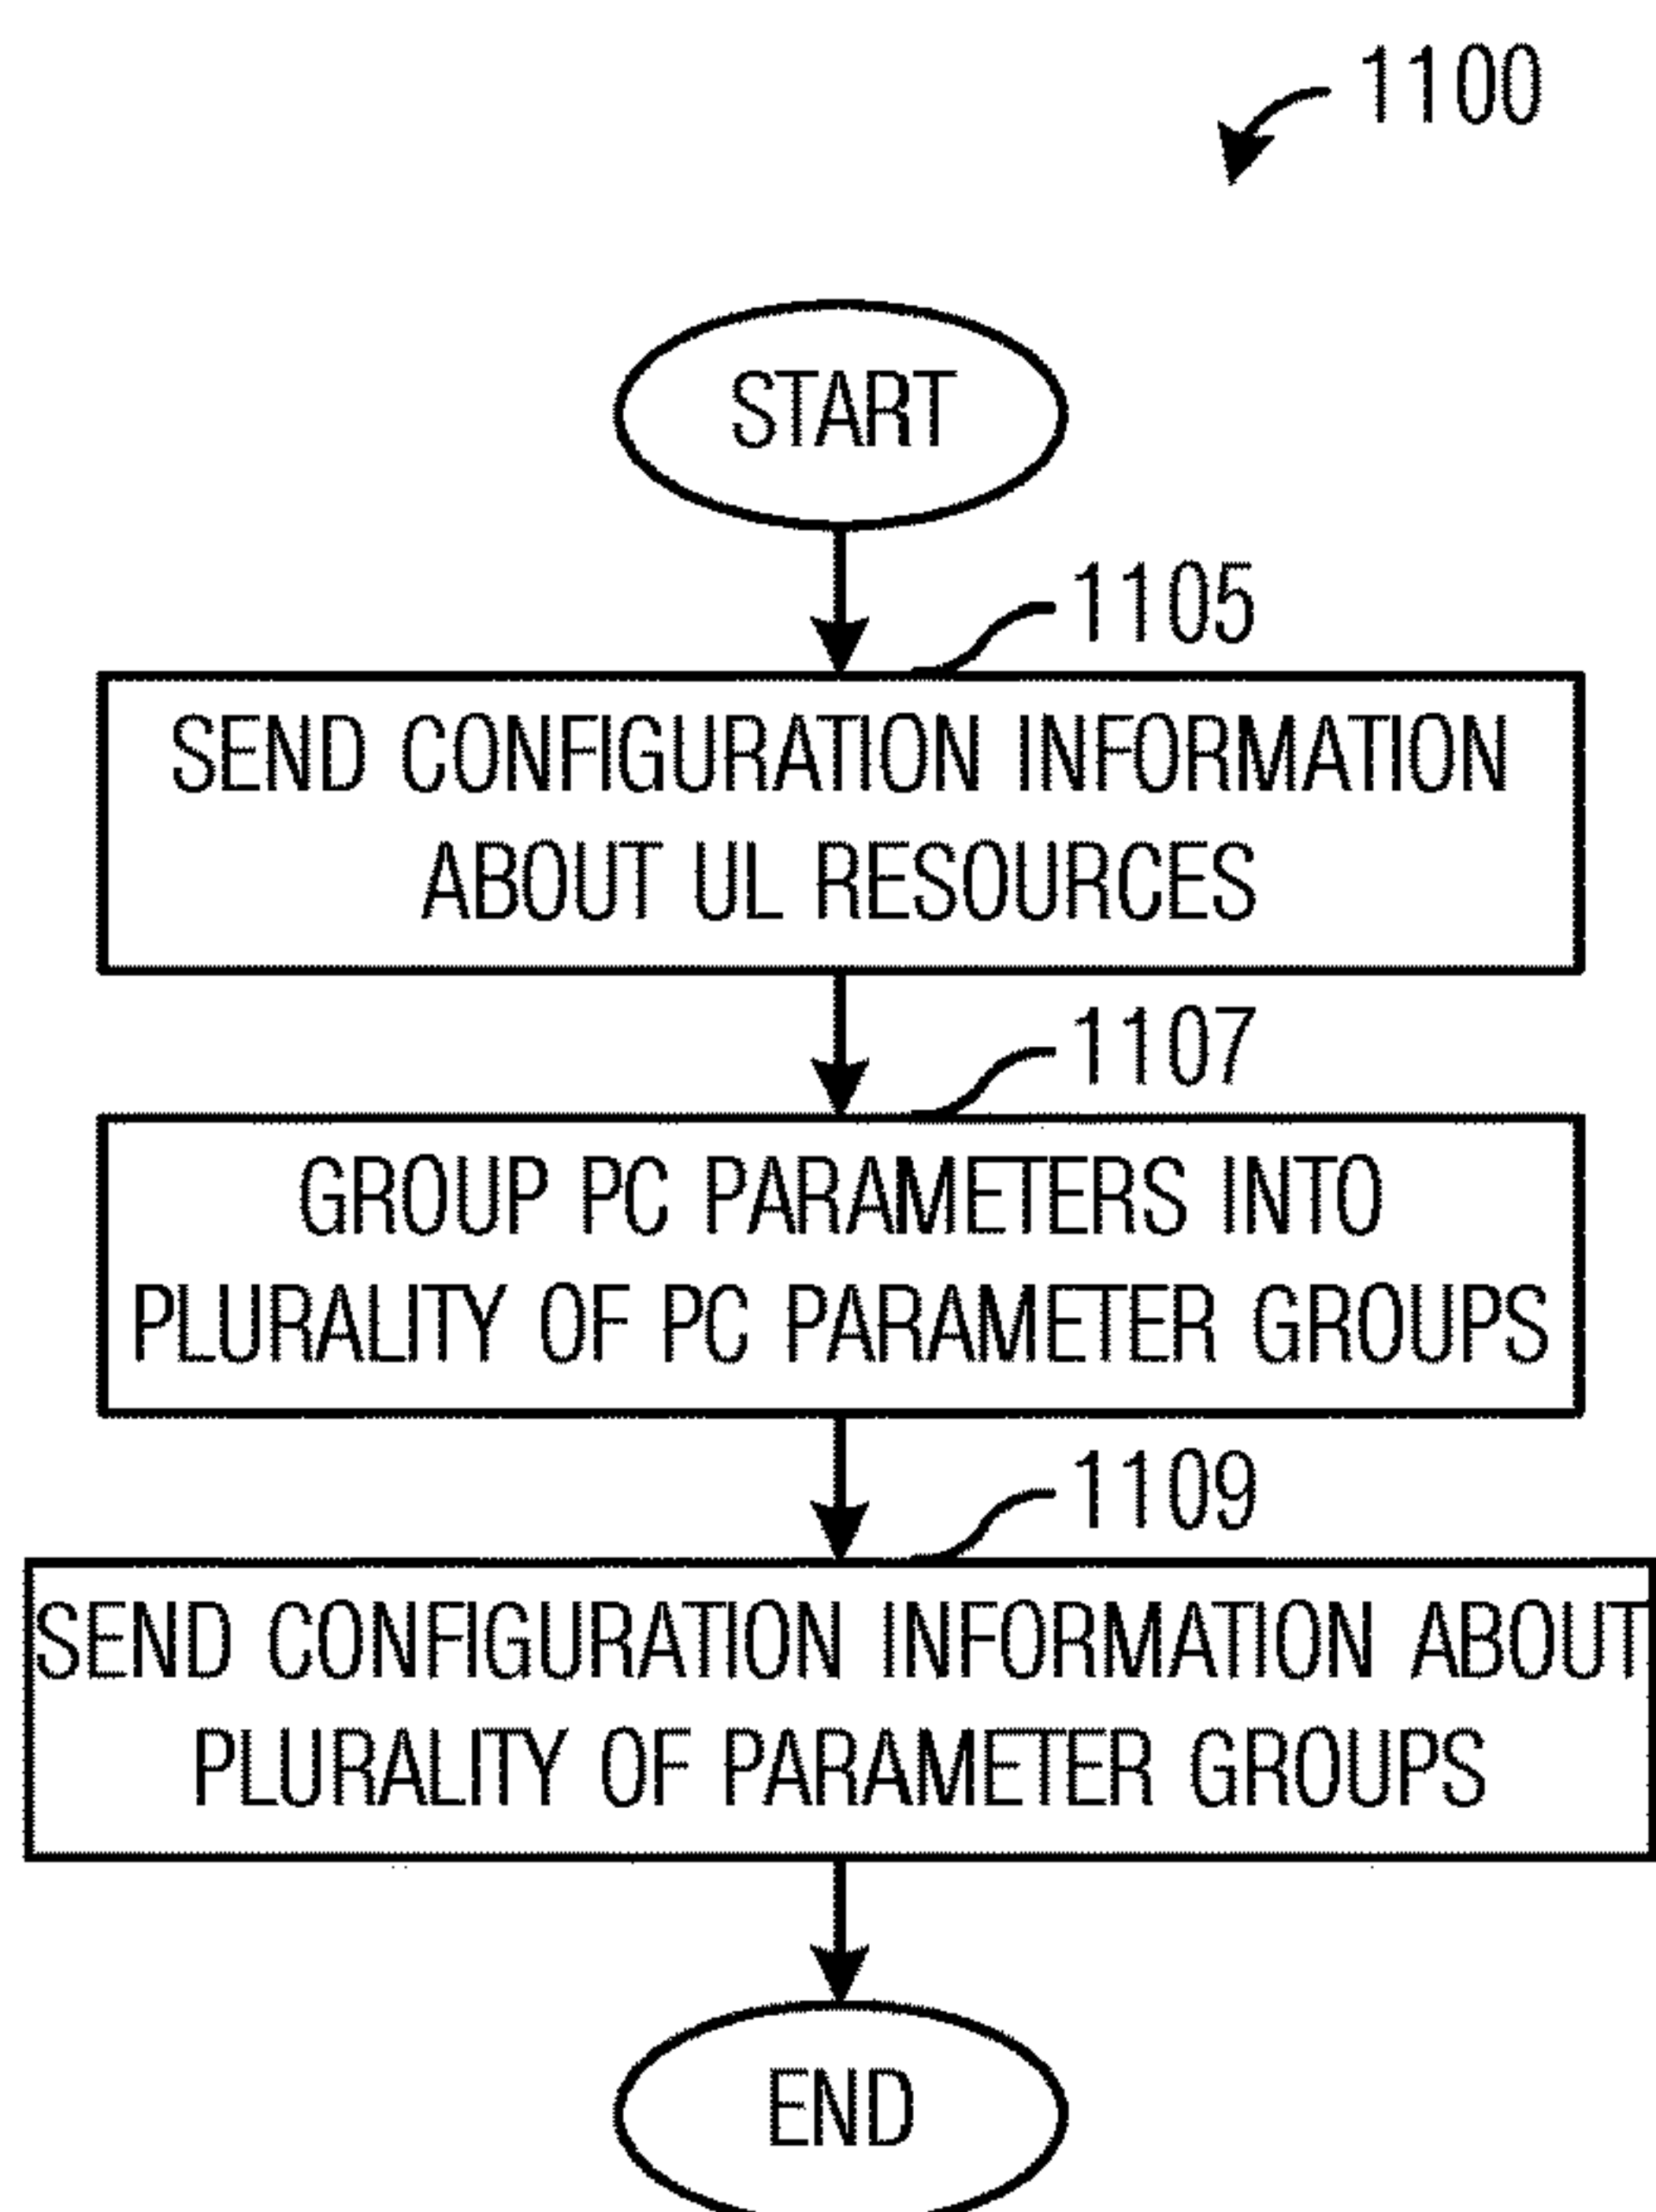 1100
START
1105
SEND CONFIGURATION INFORMATION
ABOUT UL RESOURCES
1107
GROUP PC PARAMETERS INTO
PLURALITY OF PC PARAMETER GROUPS
1109
SEND CONFIGURATION INFORMATION ABOUT
PLURALITY OF PARAMETER GROUPS
END